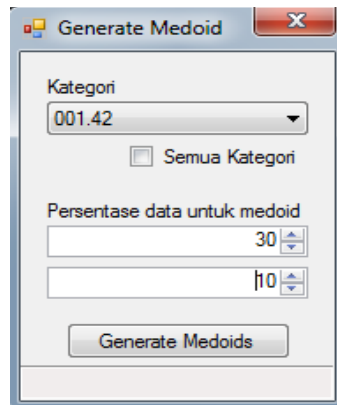 Generate Medoid
Kategori
001.42
Semua Kategori
Persentase data untuk medoid
30
10
Generate Medoids